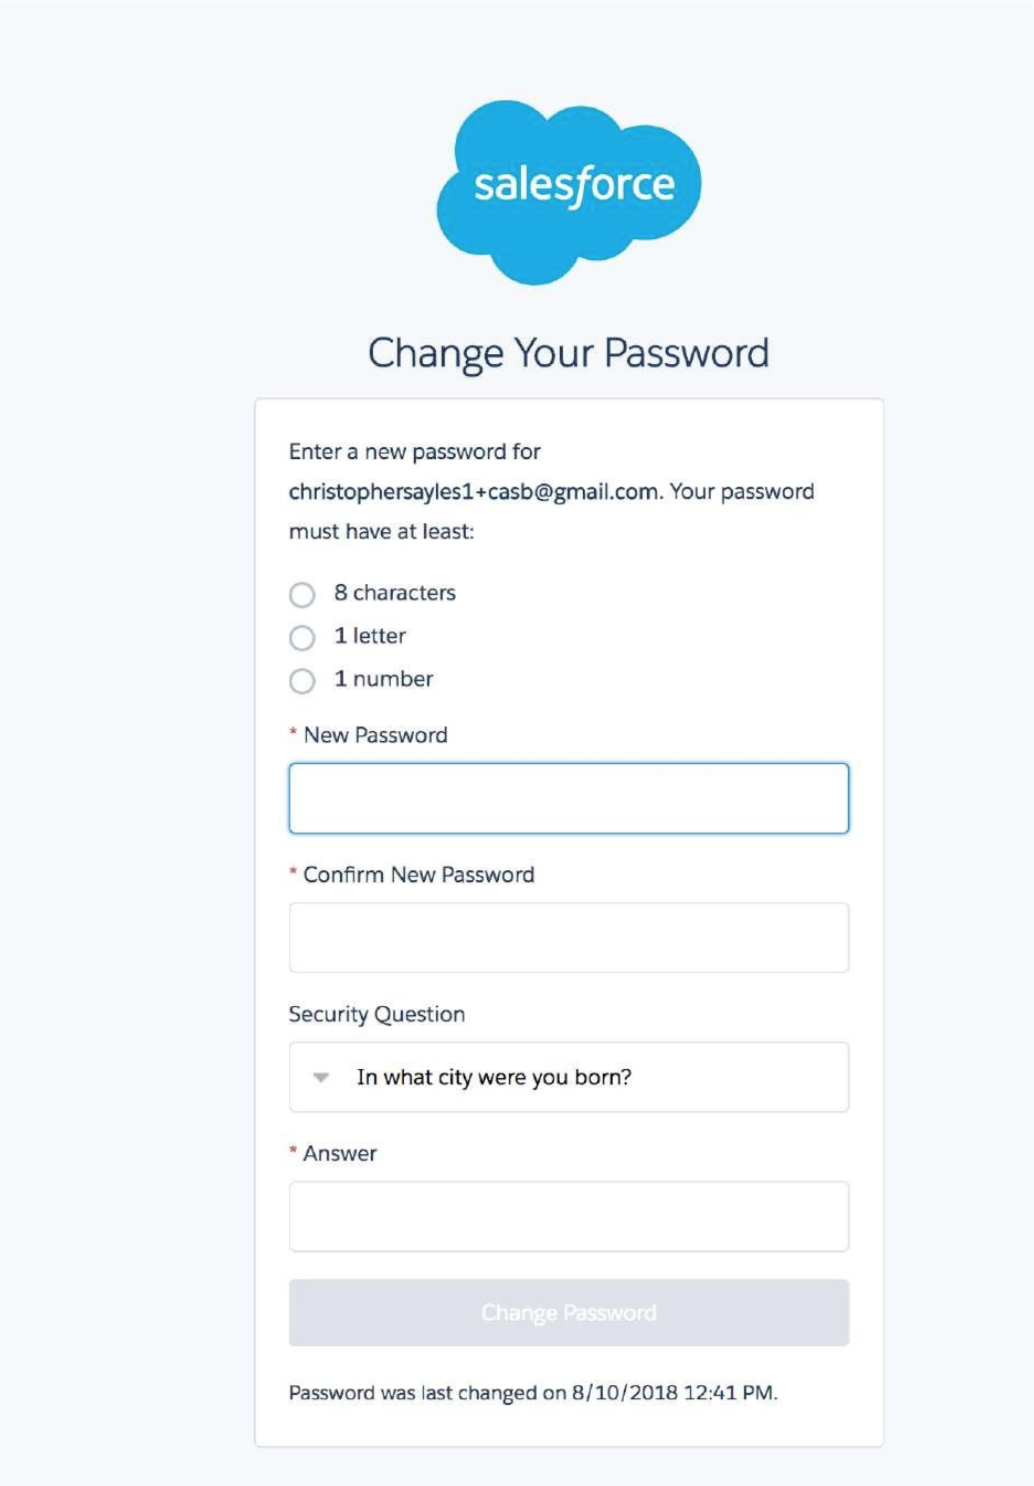 salesforce
Change Your Password
Enter a new password for
christophersayles1+casb@gmail.com. Your password
must have at least:
8 characters
1 letter
1 number
* New Password
* Confirm New Password
Security Question
In what city were you born?
* Answer
Change Password
Password was last changed on 8/10/2018 12:41 PM.